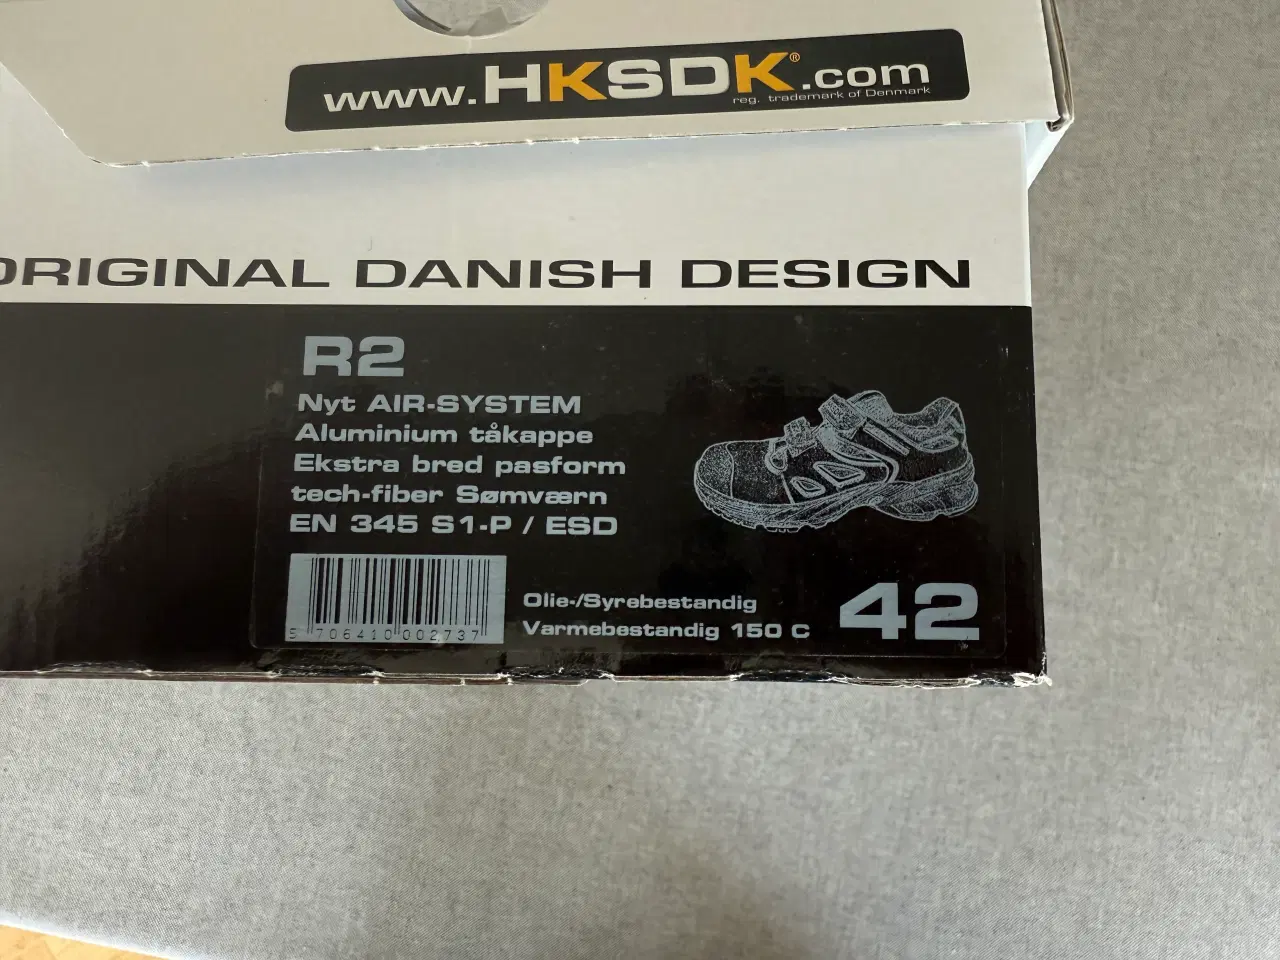 www.HKSDK®.com
reg. trademark of Denmark
ORIGINAL DANISH DESIGN
R2
Nyt AIR-SYSTEM
Aluminium tåkappe
Ekstra bred pasform
tech-fiber Sømværn
EN 345 S1-P / ESD
5 706410 002737
Olie-/Syrebestandig
Varmebestandig 150 C
42